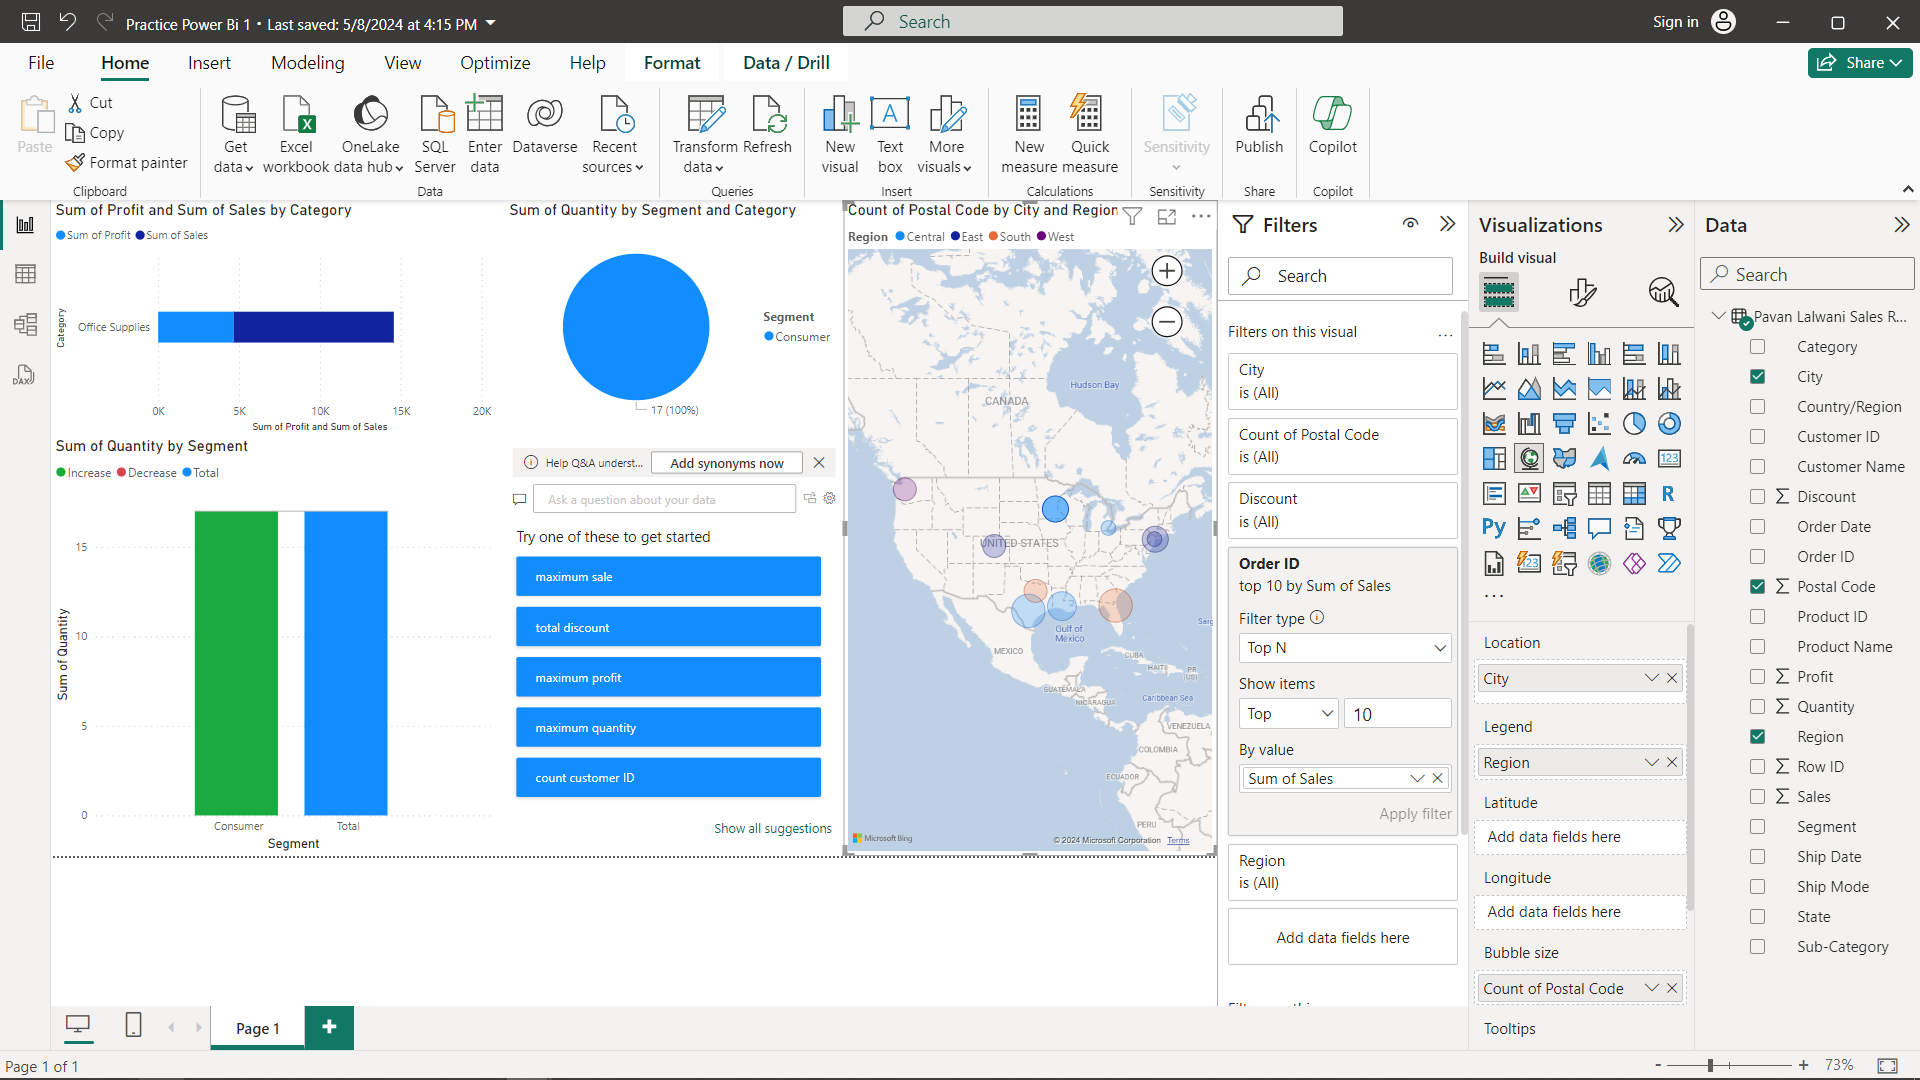 Practice Power Bi 1 • Last saved: 5/8/2024 at 4:15 PM
Search
Sign in
File
Home
Insert
Modeling
View
Optimize
Help
Format
Data / Drill
Share
Paste
Cut
Copy
Format painter
Clipboard
Get data
Excel workbook
OneLake data hub
SQL Server
Enter data
Dataverse
Recent sources
Data
Transform data
Refresh
Queries
New visual
Text box
More visuals
Insert
New measure
Quick measure
Calculations
Sensitivity
Sensitivity
Publish
Share
Copilot
Copilot
Sum of Profit and Sum of Sales by Category
Sum of Profit Sum of Sales
Category
Office Supplies
0K 5K 10K 15K 20K
Sum of Profit and Sum of Sales
Sum of Quantity by Segment and Category
Segment
Consumer
17 (100%)
Sum of Quantity by Segment
Increase Decrease Total
Sum of Quantity
15
10
5
0
Consumer Total
Segment
Help Q&A underst...
Add synonyms now
Ask a question about your data
Try one of these to get started
maximum sale
total discount
maximum profit
maximum quantity
count customer ID
Show all suggestions
Count of Postal Code by City and Region
Region Central East South West
Hudson Bay
CANADA
UNITED STATES
Gulf of
Mexico
MEXICO
CUBA
HAITI
PR
(US)
GUATEMALA
NICARAGUA
Caribbean Sea
Sarg
VENEZUELA
COLOMBIA
ECUADOR
PERU
Microsoft Bing
© 2024 Microsoft Corporation Terms
Filters
Search
Filters on this visual
City
is (All)
Count of Postal Code
is (All)
Discount
is (All)
Order ID
top 10 by Sum of Sales
Filter type
Top N
Show items
Top
10
By value
Sum of Sales
Apply filter
Region
is (All)
Add data fields here
Visualizations
Build visual
R
Py
123
Location
City
Legend
Region
Latitude
Add data fields here
Longitude
Add data fields here
Bubble size
Count of Postal Code
Tooltips
Data
Search
Pavan Lalwani Sales R...
Category
City
Country/Region
Customer ID
Customer Name
Discount
Order Date
Order ID
Postal Code
Product ID
Product Name
Profit
Quantity
Region
Row ID
Sales
Segment
Ship Date
Ship Mode
State
Sub-Category
Page 1
Page 1 of 1
73%